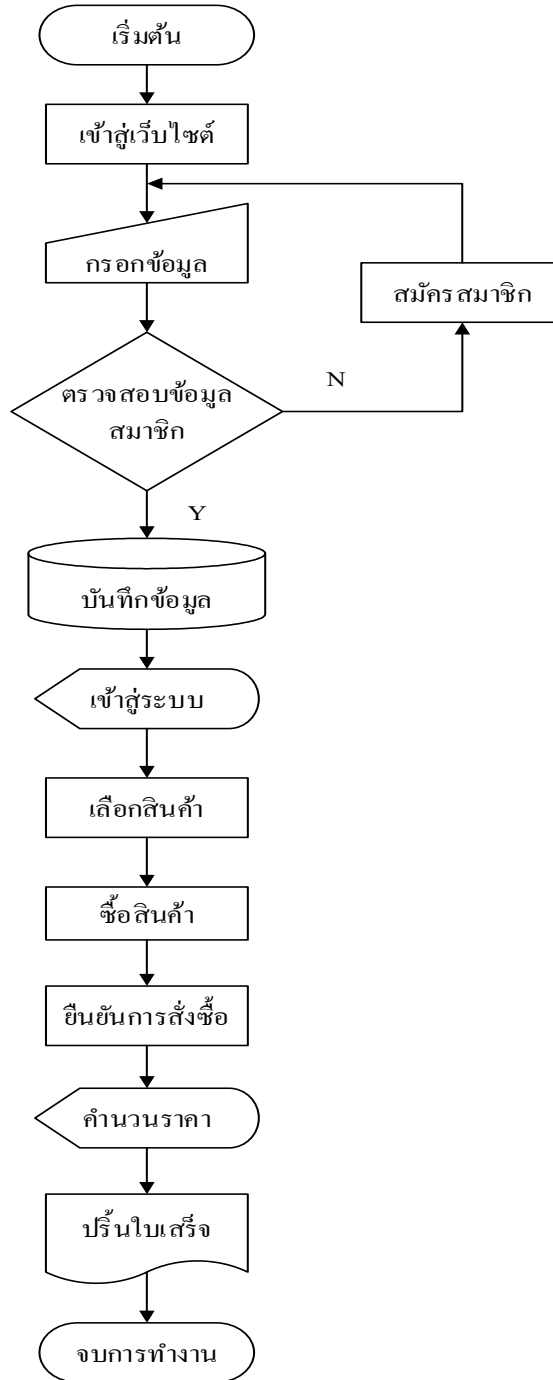 เริ่มต้น
เข้าสู่เว็บไซต์
กรอกข้อมูล
สมัครสมาชิก
ตรวจสอบข้อมูล
สมาชิก
N
Y
บันทึกข้อมูล
เข้าสู่ระบบ
เลือกสินค้า
ซื้อสินค้า
ยืนยันการสั่งซื้อ
คำนวนราคา
ปริ้นใบเสร็จ
จบการทำงาน